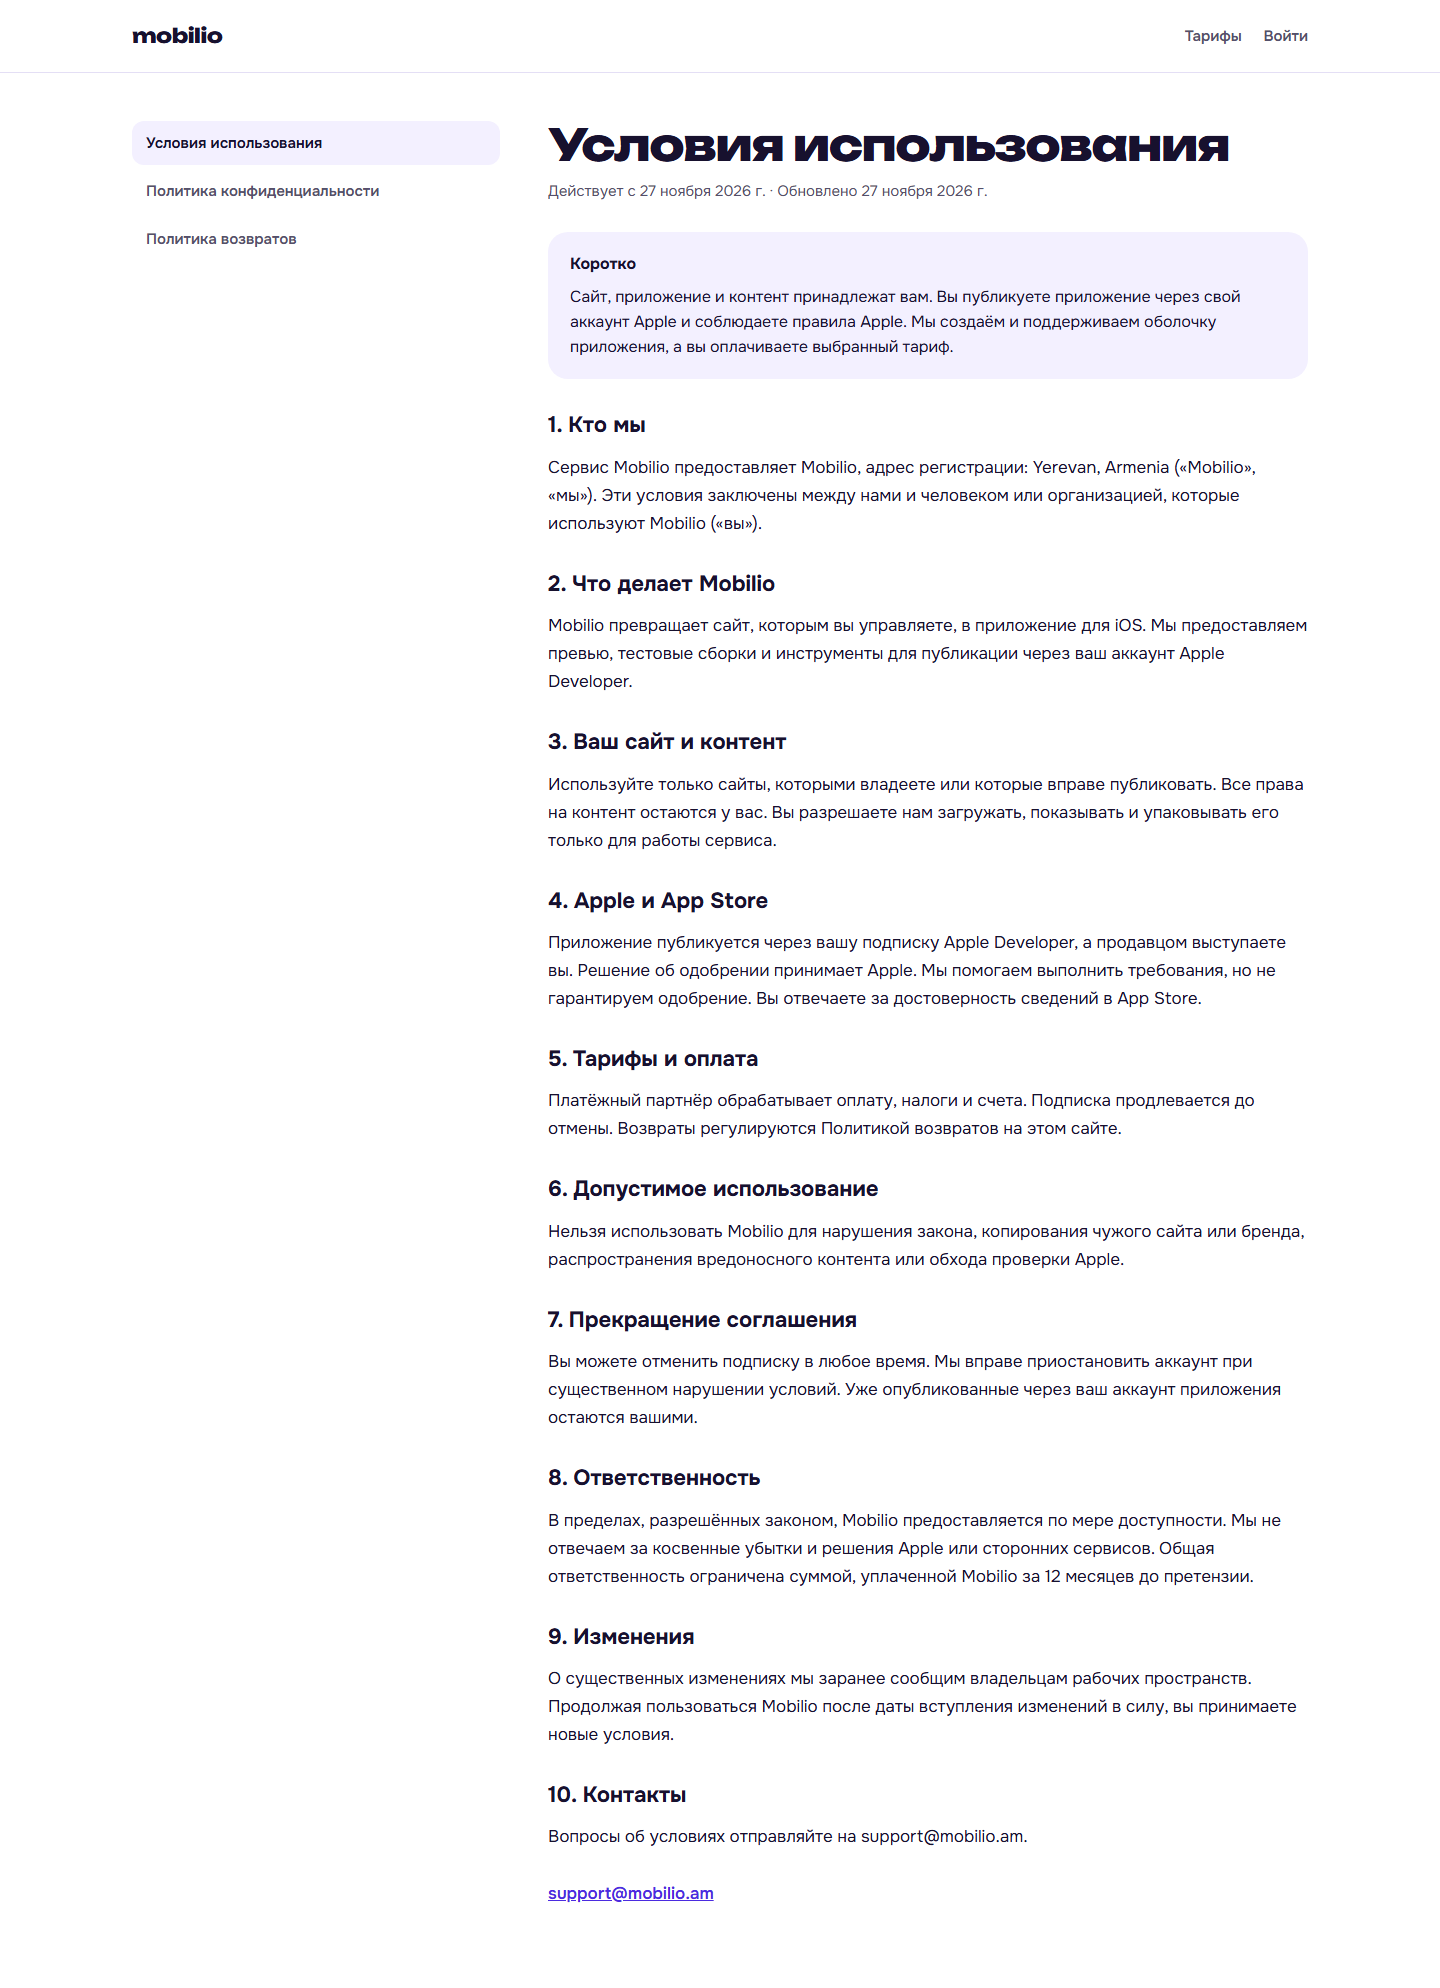 mobilio
Тарифы
Войти
Условия использования
Политика конфиденциальности
Политика возвратов
Условия использования
Действует с 27 ноября 2026 г. · Обновлено 27 ноября 2026 г.
Коротко
Сайт, приложение и контент принадлежат вам. Вы публикуете приложение через свой
аккаунт Apple и соблюдаете правила Apple. Мы создаём и поддерживаем оболочку
приложения, а вы оплачиваете выбранный тариф.
1. Кто мы
Сервис Mobilio предоставляет Mobilio, адрес регистрации: Yerevan, Armenia («Mobilio»,
«мы»). Эти условия заключены между нами и человеком или организацией, которые
используют Mobilio («вы»).
2. Что делает Mobilio
Mobilio превращает сайт, которым вы управляете, в приложение для iOS. Мы предоставляем
превью, тестовые сборки и инструменты для публикации через ваш аккаунт Apple
Developer.
3. Ваш сайт и контент
Используйте только сайты, которыми владеете или которые вправе публиковать. Все права
на контент остаются у вас. Вы разрешаете нам загружать, показывать и упаковывать его
только для работы сервиса.
4. Apple и App Store
Приложение публикуется через вашу подписку Apple Developer, а продавцом выступаете
вы. Решение об одобрении принимает Apple. Мы помогаем выполнить требования, но не
гарантируем одобрение. Вы отвечаете за достоверность сведений в App Store.
5. Тарифы и оплата
Платёжный партнёр обрабатывает оплату, налоги и счета. Подписка продлевается до
отмены. Возвраты регулируются Политикой возвратов на этом сайте.
6. Допустимое использование
Нельзя использовать Mobilio для нарушения закона, копирования чужого сайта или бренда,
распространения вредоносного контента или обхода проверки Apple.
7. Прекращение соглашения
Вы можете отменить подписку в любое время. Мы вправе приостановить аккаунт при
существенном нарушении условий. Уже опубликованные через ваш аккаунт приложения
остаются вашими.
8. Ответственность
В пределах, разрешённых законом, Mobilio предоставляется по мере доступности. Мы не
отвечаем за косвенные убытки и решения Apple или сторонних сервисов. Общая
ответственность ограничена суммой, уплаченной Mobilio за 12 месяцев до претензии.
9. Изменения
О существенных изменениях мы заранее сообщим владельцам рабочих пространств.
Продолжая пользоваться Mobilio после даты вступления изменений в силу, вы принимаете
новые условия.
10. Контакты
Вопросы об условиях отправляйте на support@mobilio.am.
support@mobilio.am